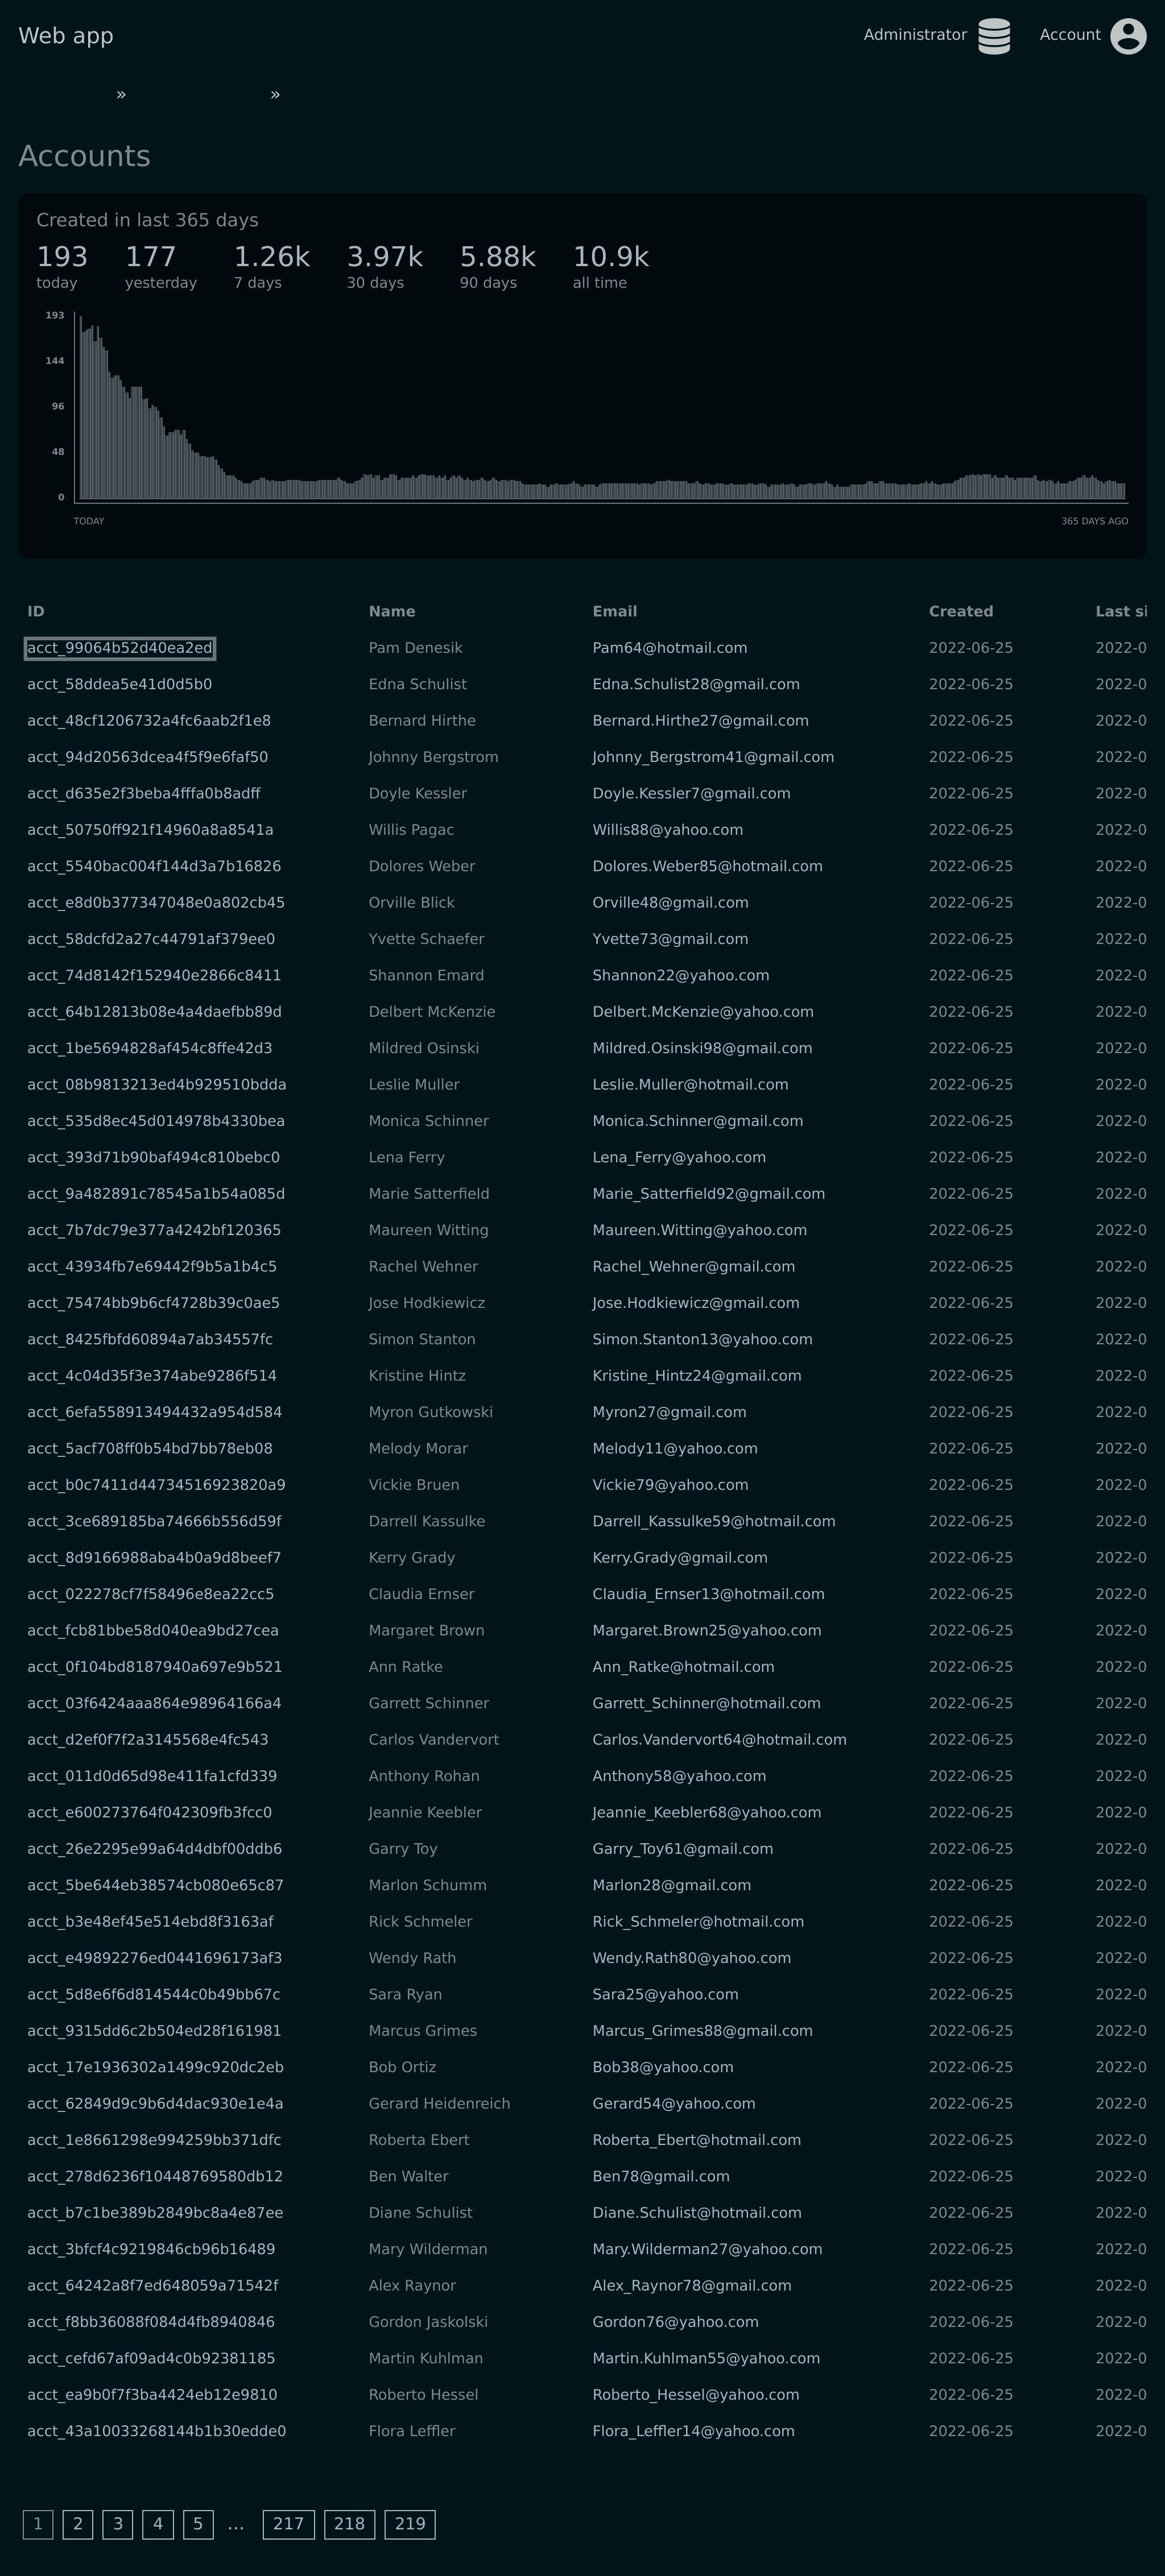 Web app Administrator Account
» »
Accounts
Created in last 365 days
193 177 1.26k 3.97k 5.88k 10.9k
today yesterday 7 days 30 days 90 days all time
193
144
96
48
0
TODAY 365 DAYS AGO
ID Name Email Created Last si
acct_99064b52d40ea2ed Pam Denesik Pam64@hotmail.com 2022-06-25 2022-0
acct_58ddea5e41d0d5b0 Edna Schulist Edna.Schulist28@gmail.com 2022-06-25 2022-0
acct_48cf1206732a4fc6aab2f1e8 Bernard Hirthe Bernard.Hirthe27@gmail.com 2022-06-25 2022-0
acct_94d20563dcea4f5f9e6faf50 Johnny Bergstrom Johnny_Bergstrom41@gmail.com 2022-06-25 2022-0
acct_d635e2f3beba4fffa0b8adff Doyle Kessler Doyle.Kessler7@gmail.com 2022-06-25 2022-0
acct_50750ff921f14960a8a8541a Willis Pagac Willis88@yahoo.com 2022-06-25 2022-0
acct_5540bac004f144d3a7b16826 Dolores Weber Dolores.Weber85@hotmail.com 2022-06-25 2022-0
acct_e8d0b377347048e0a802cb45 Orville Blick Orville48@gmail.com 2022-06-25 2022-0
acct_58dcfd2a27c44791af379ee0 Yvette Schaefer Yvette73@gmail.com 2022-06-25 2022-0
acct_74d8142f152940e2866c8411 Shannon Emard Shannon22@yahoo.com 2022-06-25 2022-0
acct_64b12813b08e4a4daefbb89d Delbert McKenzie Delbert.McKenzie@yahoo.com 2022-06-25 2022-0
acct_1be5694828af454c8ffe42d3 Mildred Osinski Mildred.Osinski98@gmail.com 2022-06-25 2022-0
acct_08b9813213ed4b929510bdda Leslie Muller Leslie.Muller@hotmail.com 2022-06-25 2022-0
acct_535d8ec45d014978b4330bea Monica Schinner Monica.Schinner@gmail.com 2022-06-25 2022-0
acct_393d71b90baf494c810bebc0 Lena Ferry Lena_Ferry@yahoo.com 2022-06-25 2022-0
acct_9a482891c78545a1b54a085d Marie Satterfield Marie_Satterfield92@gmail.com 2022-06-25 2022-0
acct_7b7dc79e377a4242bf120365 Maureen Witting Maureen.Witting@yahoo.com 2022-06-25 2022-0
acct_43934fb7e69442f9b5a1b4c5 Rachel Wehner Rachel_Wehner@gmail.com 2022-06-25 2022-0
acct_75474bb9b6cf4728b39c0ae5 Jose Hodkiewicz Jose.Hodkiewicz@gmail.com 2022-06-25 2022-0
acct_8425fbfd60894a7ab34557fc Simon Stanton Simon.Stanton13@yahoo.com 2022-06-25 2022-0
acct_4c04d35f3e374abe9286f514 Kristine Hintz Kristine_Hintz24@gmail.com 2022-06-25 2022-0
acct_6efa558913494432a954d584 Myron Gutkowski Myron27@gmail.com 2022-06-25 2022-0
acct_5acf708ff0b54bd7bb78eb08 Melody Morar Melody11@yahoo.com 2022-06-25 2022-0
acct_b0c7411d44734516923820a9 Vickie Bruen Vickie79@yahoo.com 2022-06-25 2022-0
acct_3ce689185ba74666b556d59f Darrell Kassulke Darrell_Kassulke59@hotmail.com 2022-06-25 2022-0
acct_8d9166988aba4b0a9d8beef7 Kerry Grady Kerry.Grady@gmail.com 2022-06-25 2022-0
acct_022278cf7f58496e8ea22cc5 Claudia Ernser Claudia_Ernser13@hotmail.com 2022-06-25 2022-0
acct_fcb81bbe58d040ea9bd27cea Margaret Brown Margaret.Brown25@yahoo.com 2022-06-25 2022-0
acct_0f104bd8187940a697e9b521 Ann Ratke Ann_Ratke@hotmail.com 2022-06-25 2022-0
acct_03f6424aaa864e98964166a4 Garrett Schinner Garrett_Schinner@hotmail.com 2022-06-25 2022-0
acct_d2ef0f7f2a3145568e4fc543 Carlos Vandervort Carlos.Vandervort64@hotmail.com 2022-06-25 2022-0
acct_011d0d65d98e411fa1cfd339 Anthony Rohan Anthony58@yahoo.com 2022-06-25 2022-0
acct_e600273764f042309fb3fcc0 Jeannie Keebler Jeannie_Keebler68@yahoo.com 2022-06-25 2022-0
acct_26e2295e99a64d4dbf00ddb6 Garry Toy Garry_Toy61@gmail.com 2022-06-25 2022-0
acct_5be644eb38574cb080e65c87 Marlon Schumm Marlon28@gmail.com 2022-06-25 2022-0
acct_b3e48ef45e514ebd8f3163af Rick Schmeler Rick_Schmeler@hotmail.com 2022-06-25 2022-0
acct_e49892276ed0441696173af3 Wendy Rath Wendy.Rath80@yahoo.com 2022-06-25 2022-0
acct_5d8e6f6d814544c0b49bb67c Sara Ryan Sara25@yahoo.com 2022-06-25 2022-0
acct_9315dd6c2b504ed28f161981 Marcus Grimes Marcus_Grimes88@gmail.com 2022-06-25 2022-0
acct_17e1936302a1499c920dc2eb Bob Ortiz Bob38@yahoo.com 2022-06-25 2022-0
acct_62849d9c9b6d4dac930e1e4a Gerard Heidenreich Gerard54@yahoo.com 2022-06-25 2022-0
acct_1e8661298e994259bb371dfc Roberta Ebert Roberta_Ebert@hotmail.com 2022-06-25 2022-0
acct_278d6236f10448769580db12 Ben Walter Ben78@gmail.com 2022-06-25 2022-0
acct_b7c1be389b2849bc8a4e87ee Diane Schulist Diane.Schulist@hotmail.com 2022-06-25 2022-0
acct_3bfcf4c9219846cb96b16489 Mary Wilderman Mary.Wilderman27@yahoo.com 2022-06-25 2022-0
acct_64242a8f7ed648059a71542f Alex Raynor Alex_Raynor78@gmail.com 2022-06-25 2022-0
acct_f8bb36088f084d4fb8940846 Gordon Jaskolski Gordon76@yahoo.com 2022-06-25 2022-0
acct_cefd67af09ad4c0b92381185 Martin Kuhlman Martin.Kuhlman55@yahoo.com 2022-06-25 2022-0
acct_ea9b0f7f3ba4424eb12e9810 Roberto Hessel Roberto_Hessel@yahoo.com 2022-06-25 2022-0
acct_43a10033268144b1b30edde0 Flora Leffler Flora_Leffler14@yahoo.com 2022-06-25 2022-0
1 2 3 4 5 … 217 218 219